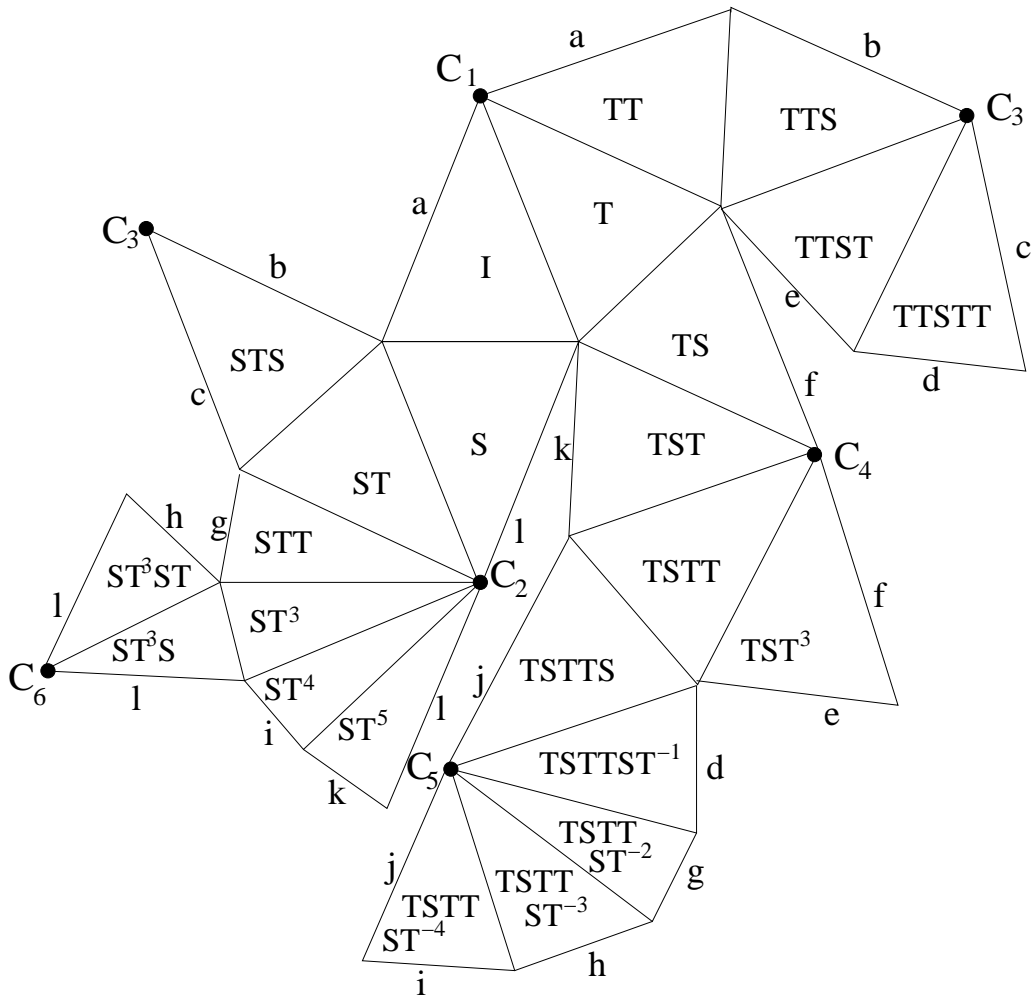 a
b
C₁
TT
TTS
C₃
a
T
C₃
b
I
TTST
c
e
TTSTT
STS
TS
d
c
f
S
k
TST
C₄
ST
h
g
STT
l
C₂
TSTT
ST³ST
f
l
ST³
ST³S
TST³
C₆
TSTTS
l
ST⁴
j
e
i
ST⁵
l
C₅
TSTTST⁻¹
d
k
TSTT
ST⁻²
j
TSTT
g
TSTT
ST⁻³
ST⁻⁴
h
i